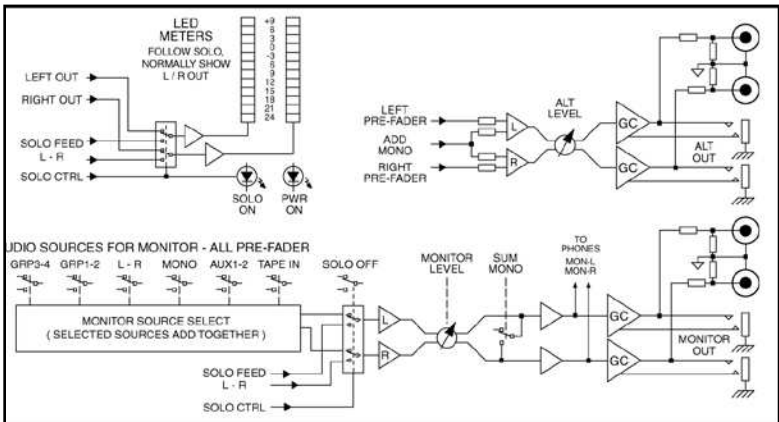 LED
METERS
FOLLOW SOLO,
NORMALLY SHOW
L / R OUT
+9
6
3
0
-3
6
9
12
15
18
21
24
LEFT OUT
RIGHT OUT
SOLO FEED
L - R
SOLO CTRL
SOLO
ON
PWR
ON
LEFT
PRE-FADER
ADD
MONO
RIGHT
PRE-FADER
L
R
ALT
LEVEL
GC
GC
ALT
OUT
UDIO SOURCES FOR MONITOR - ALL PRE-FADER
GRP3-4 GRP1-2 L - R MONO AUX1-2 TAPE IN SOLO OFF
MONITOR SOURCE SELECT
( SELECTED SOURCES ADD TOGETHER )
SOLO FEED
L - R
SOLO CTRL
L
R
MONITOR
LEVEL
SUM
MONO
TO
PHONES
MON-L
MON-R
GC
GC
MONITOR
OUT